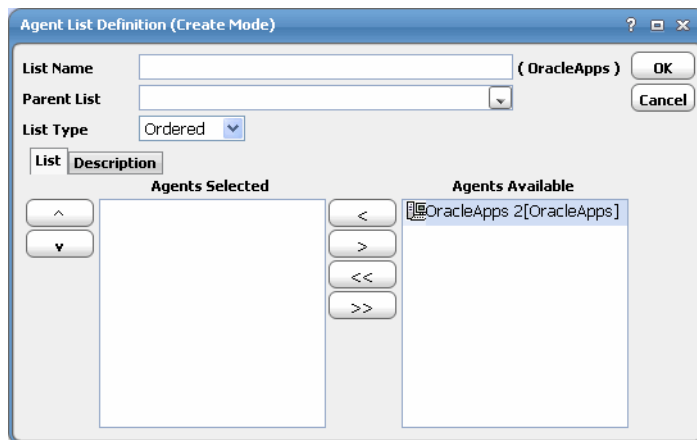 Agent List Definition (Create Mode) ?
List Name ( OracleApps ) OK
Parent List Cancel
List Type Ordered
List Description
Agents Selected Agents Available
^ < OracleApps 2[OracleApps]
v >
<<
>>